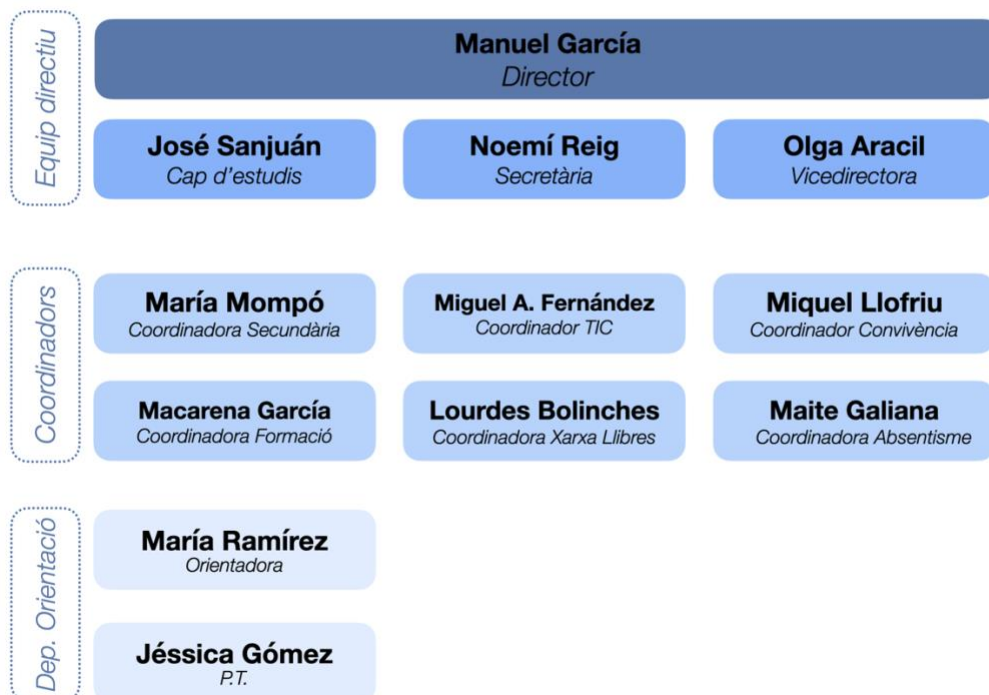 Equip directiu
Manuel García
Director
José Sanjuán
Cap d'estudis
Noemí Reig
Secretària
Olga Aracil
Vicedirectora
Coordinadors
María Mompó
Coordinadora Secundària
Miguel A. Fernández
Coordinador TIC
Miquel Llofriu
Coordinador Convivència
Macarena García
Coordinadora Formació
Lourdes Bolinches
Coordinadora Xarxa Llibres
Maite Galiana
Coordinadora Absentisme
Dep. Orientació
María Ramírez
Orientadora
Jéssica Gómez
P.T.